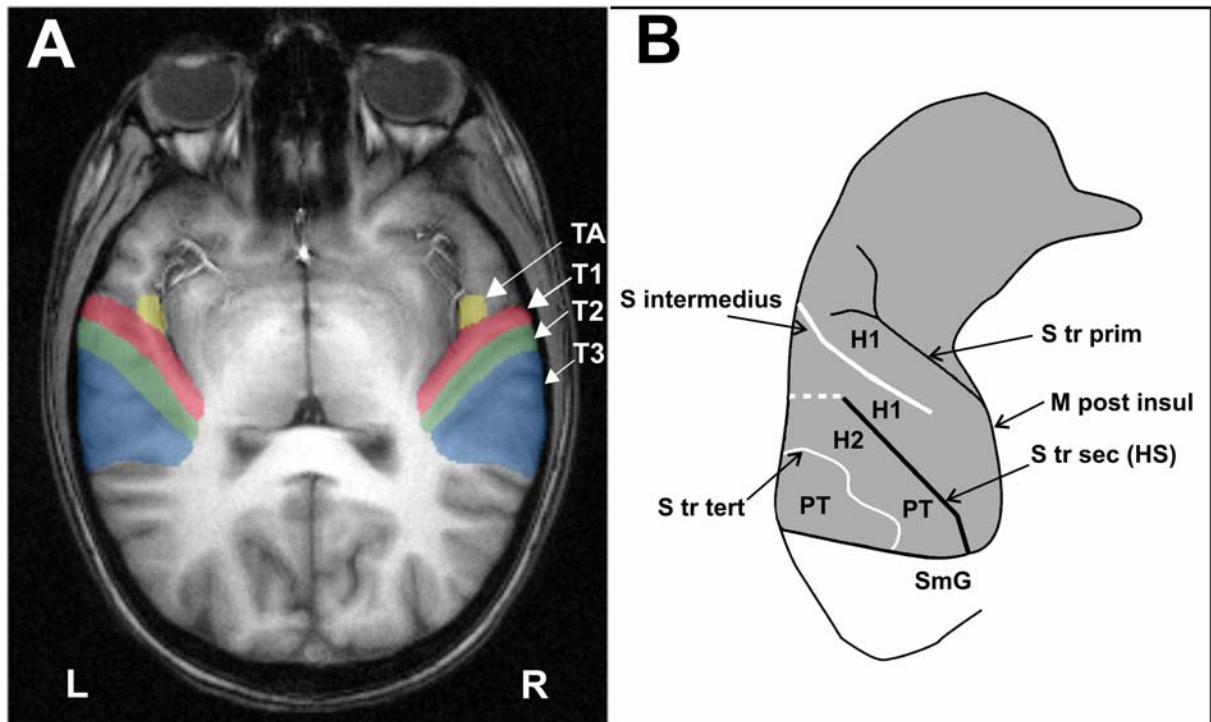 A
TA
T1
T2
T3
L
R
B
S intermedius
H1
S tr prim
H1
M post insul
H2
S tr sec (HS)
S tr tert
PT
PT
SmG